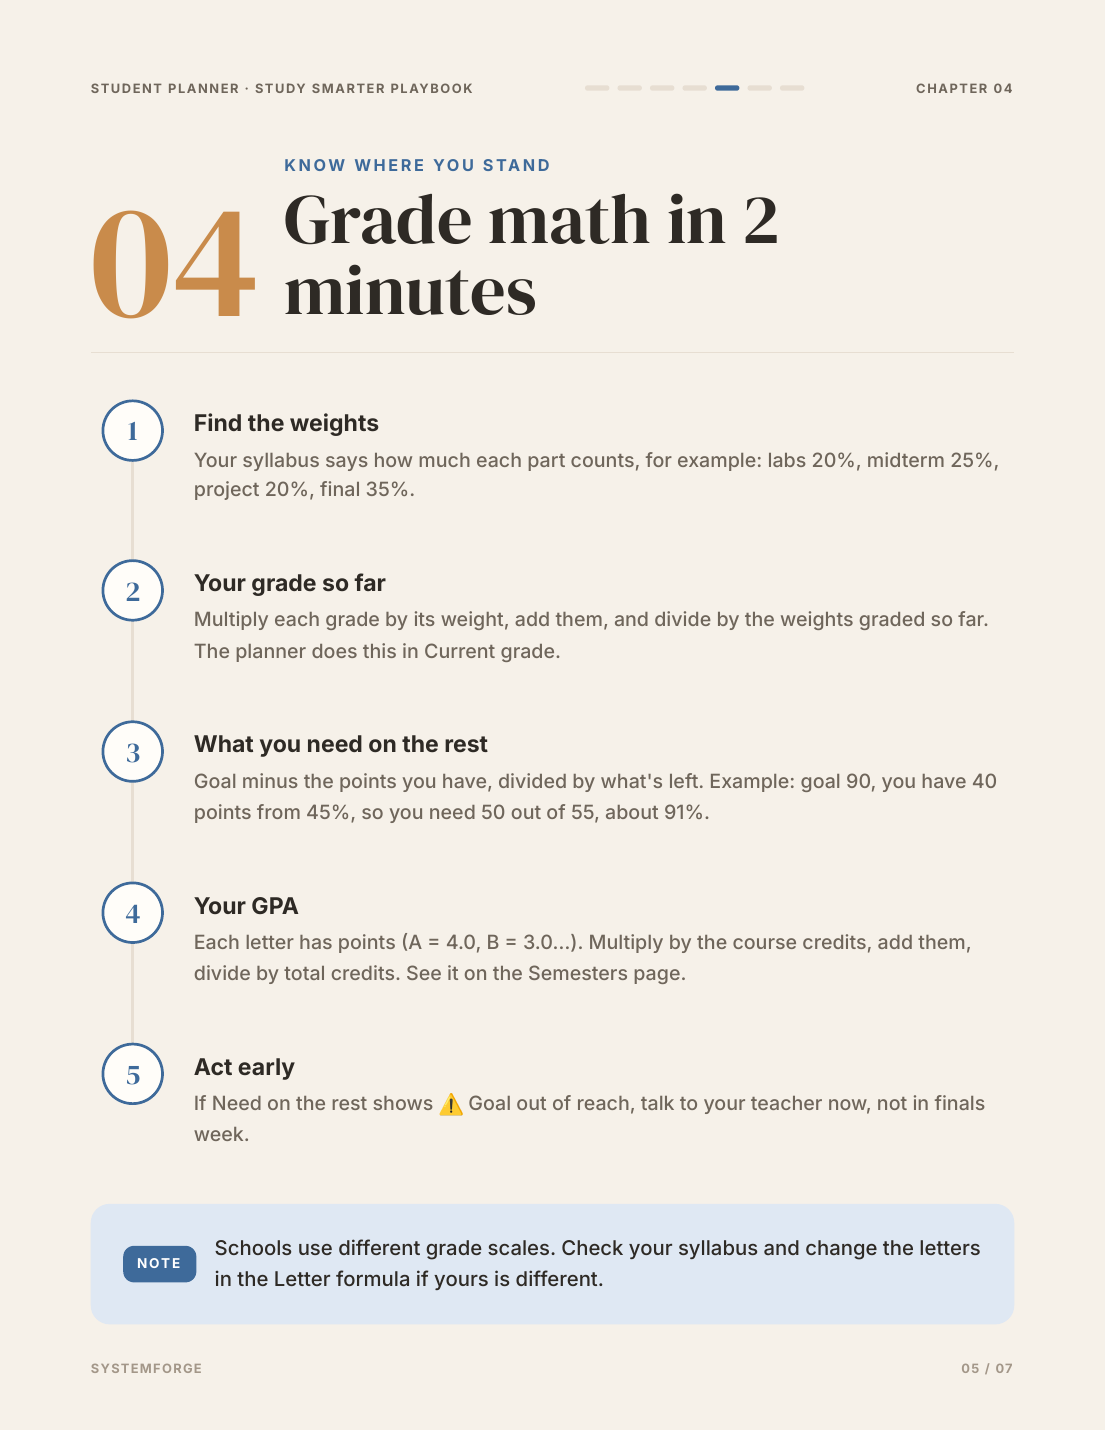 STUDENT PLANNER · STUDY SMARTER PLAYBOOK
CHAPTER 04
KNOW WHERE YOU STAND
04
Grade math in 2
minutes
1
Find the weights
Your syllabus says how much each part counts, for example: labs 20%, midterm 25%,
project 20%, final 35%.
2
Your grade so far
Multiply each grade by its weight, add them, and divide by the weights graded so far.
The planner does this in Current grade.
3
What you need on the rest
Goal minus the points you have, divided by what's left. Example: goal 90, you have 40
points from 45%, so you need 50 out of 55, about 91%.
4
Your GPA
Each letter has points (A = 4.0, B = 3.0...). Multiply by the course credits, add them,
divide by total credits. See it on the Semesters page.
5
Act early
If Need on the rest shows ⚠️ Goal out of reach, talk to your teacher now, not in finals
week.
NOTE
Schools use different grade scales. Check your syllabus and change the letters
in the Letter formula if yours is different.
SYSTEMFORGE
05 / 07